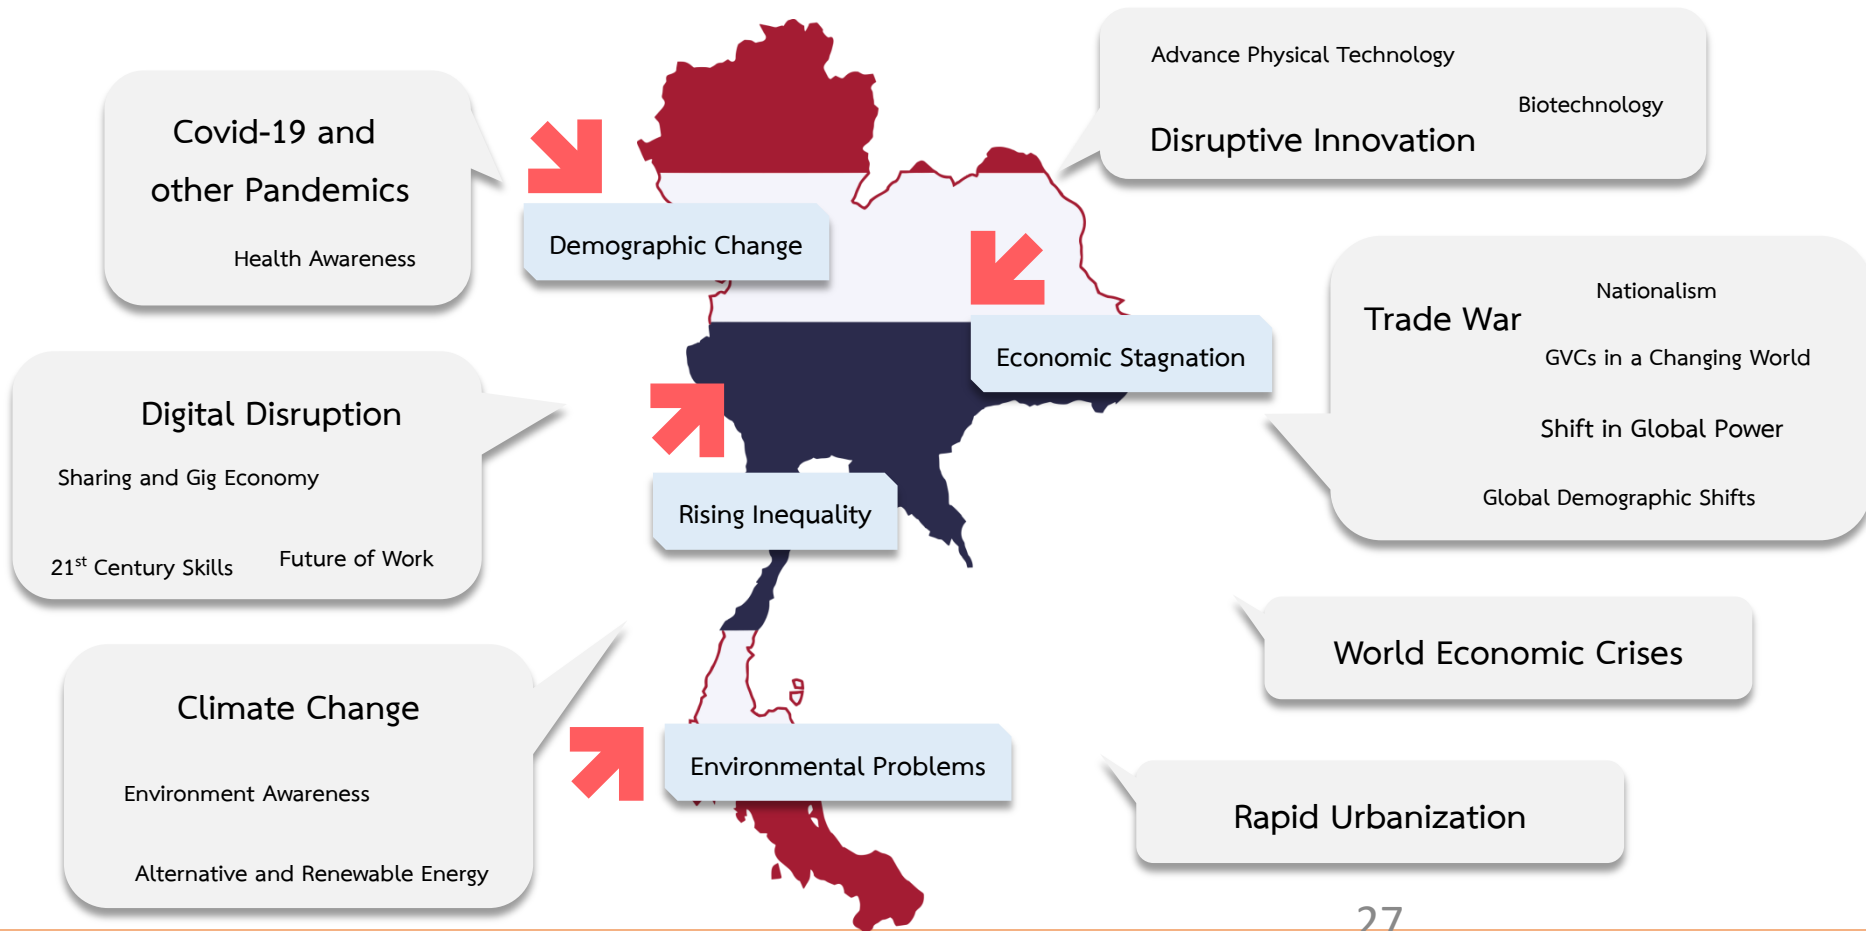 Covid-19 and
other Pandemics
Health Awareness
Digital Disruption
Sharing and Gig Economy
21st Century Skills
Future of Work
Climate Change
Environment Awareness
Alternative and Renewable Energy
Demographic Change
Economic Stagnation
Rising Inequality
Environmental Problems
Advance Physical Technology
Biotechnology
Disruptive Innovation
Nationalism
Trade War
GVCs in a Changing World
Shift in Global Power
Global Demographic Shifts
World Economic Crises
Rapid Urbanization
27